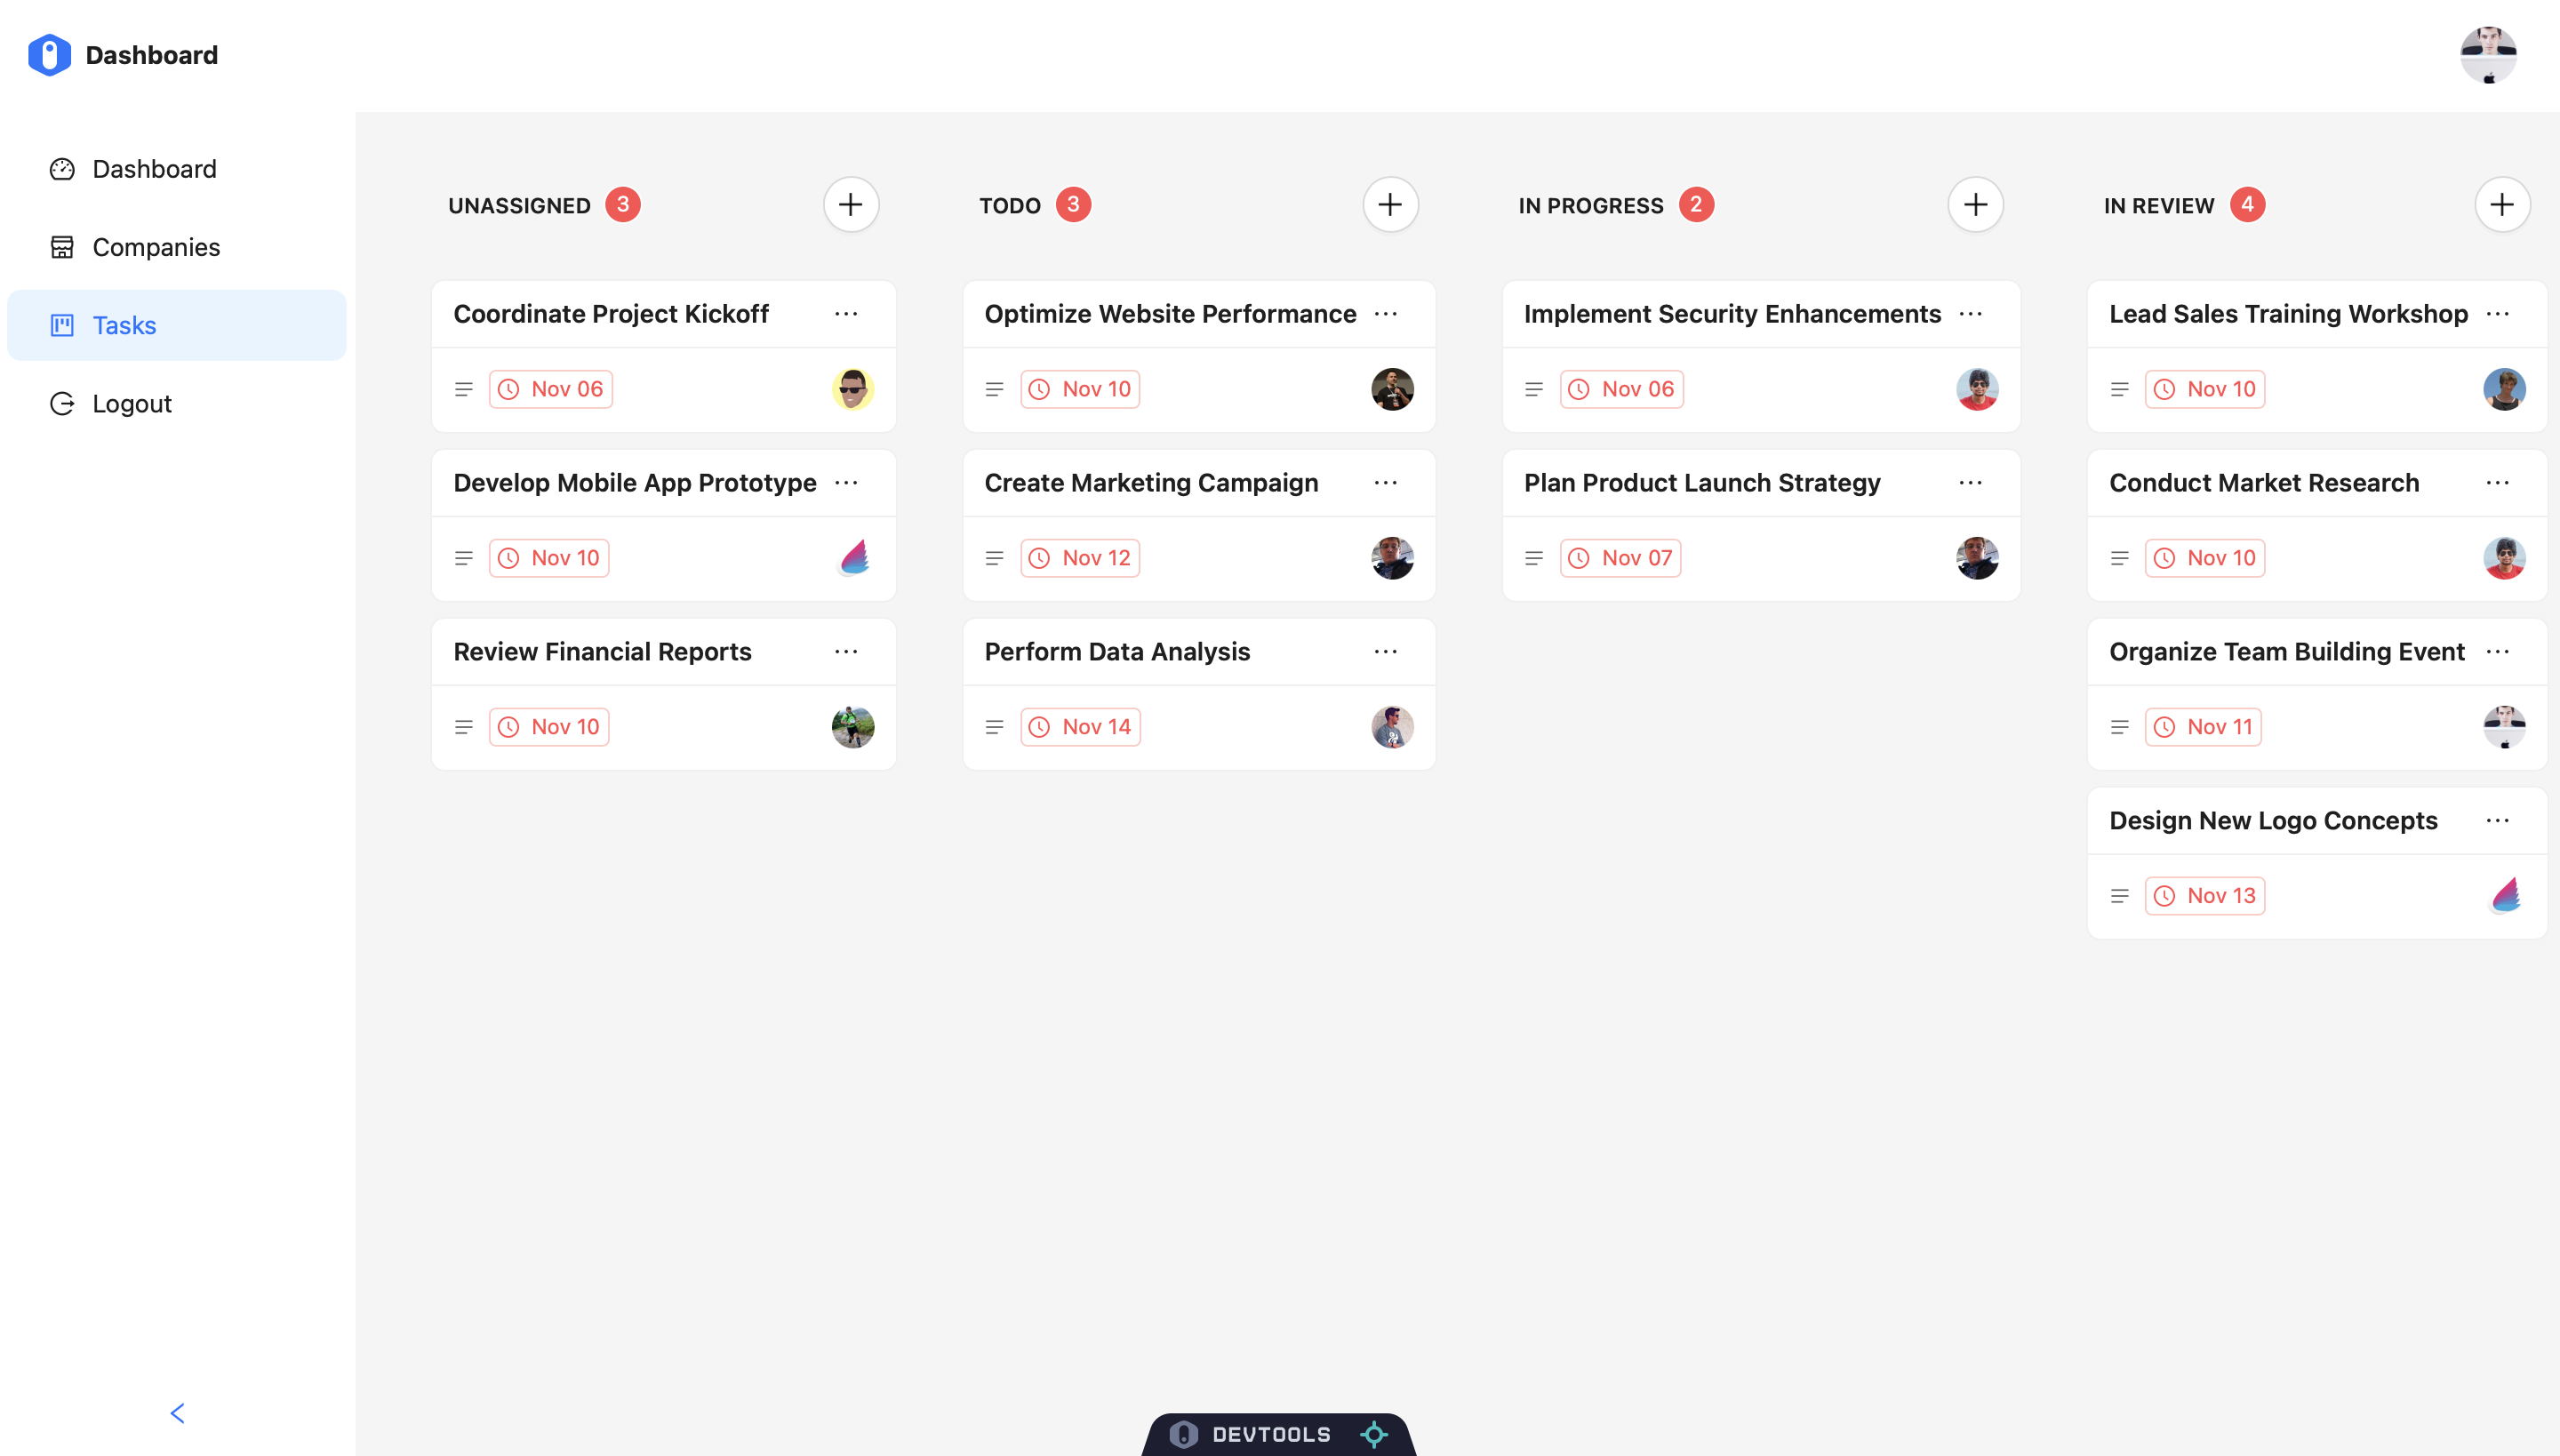 Dashboard
Dashboard
Companies
Tasks
Logout
UNASSIGNED 3
Coordinate Project Kickoff
Nov 06
Develop Mobile App Prototype
Nov 10
Review Financial Reports
Nov 10
TODO 3
Optimize Website Performance
Nov 10
Create Marketing Campaign
Nov 12
Perform Data Analysis
Nov 14
IN PROGRESS 2
Implement Security Enhancements
Nov 06
Plan Product Launch Strategy
Nov 07
IN REVIEW 4
Lead Sales Training Workshop
Nov 10
Conduct Market Research
Nov 10
Organize Team Building Event
Nov 11
Design New Logo Concepts
Nov 13
DEVTOOLS